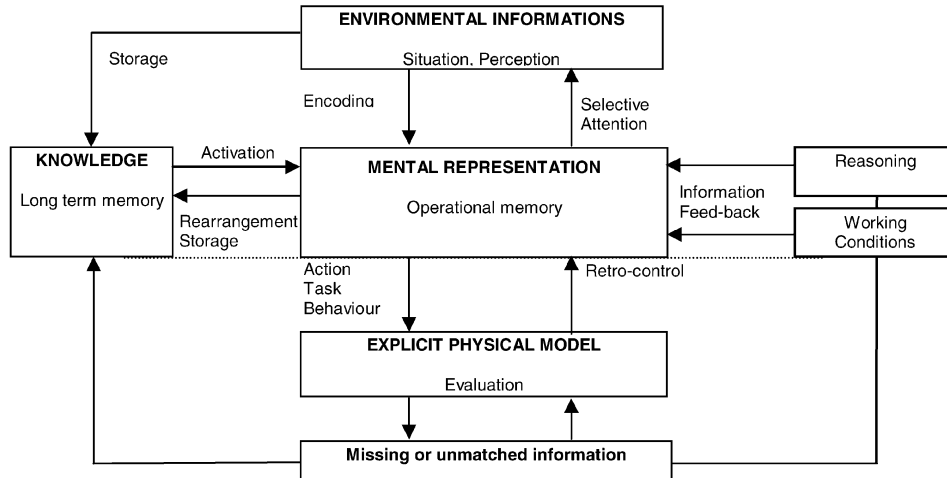 ENVIRONMENTAL INFORMATIONS
Situation, Perception
Storage
Encoding
Selective
Attention
KNOWLEDGE
Long term memory
Activation
Rearrangement
Storage
MENTAL REPRESENTATION
Operational memory
Information
Feed-back
Reasoning
Working
Conditions
Action
Task
Behaviour
Retro-control
EXPLICIT PHYSICAL MODEL
Evaluation
Missing or unmatched information